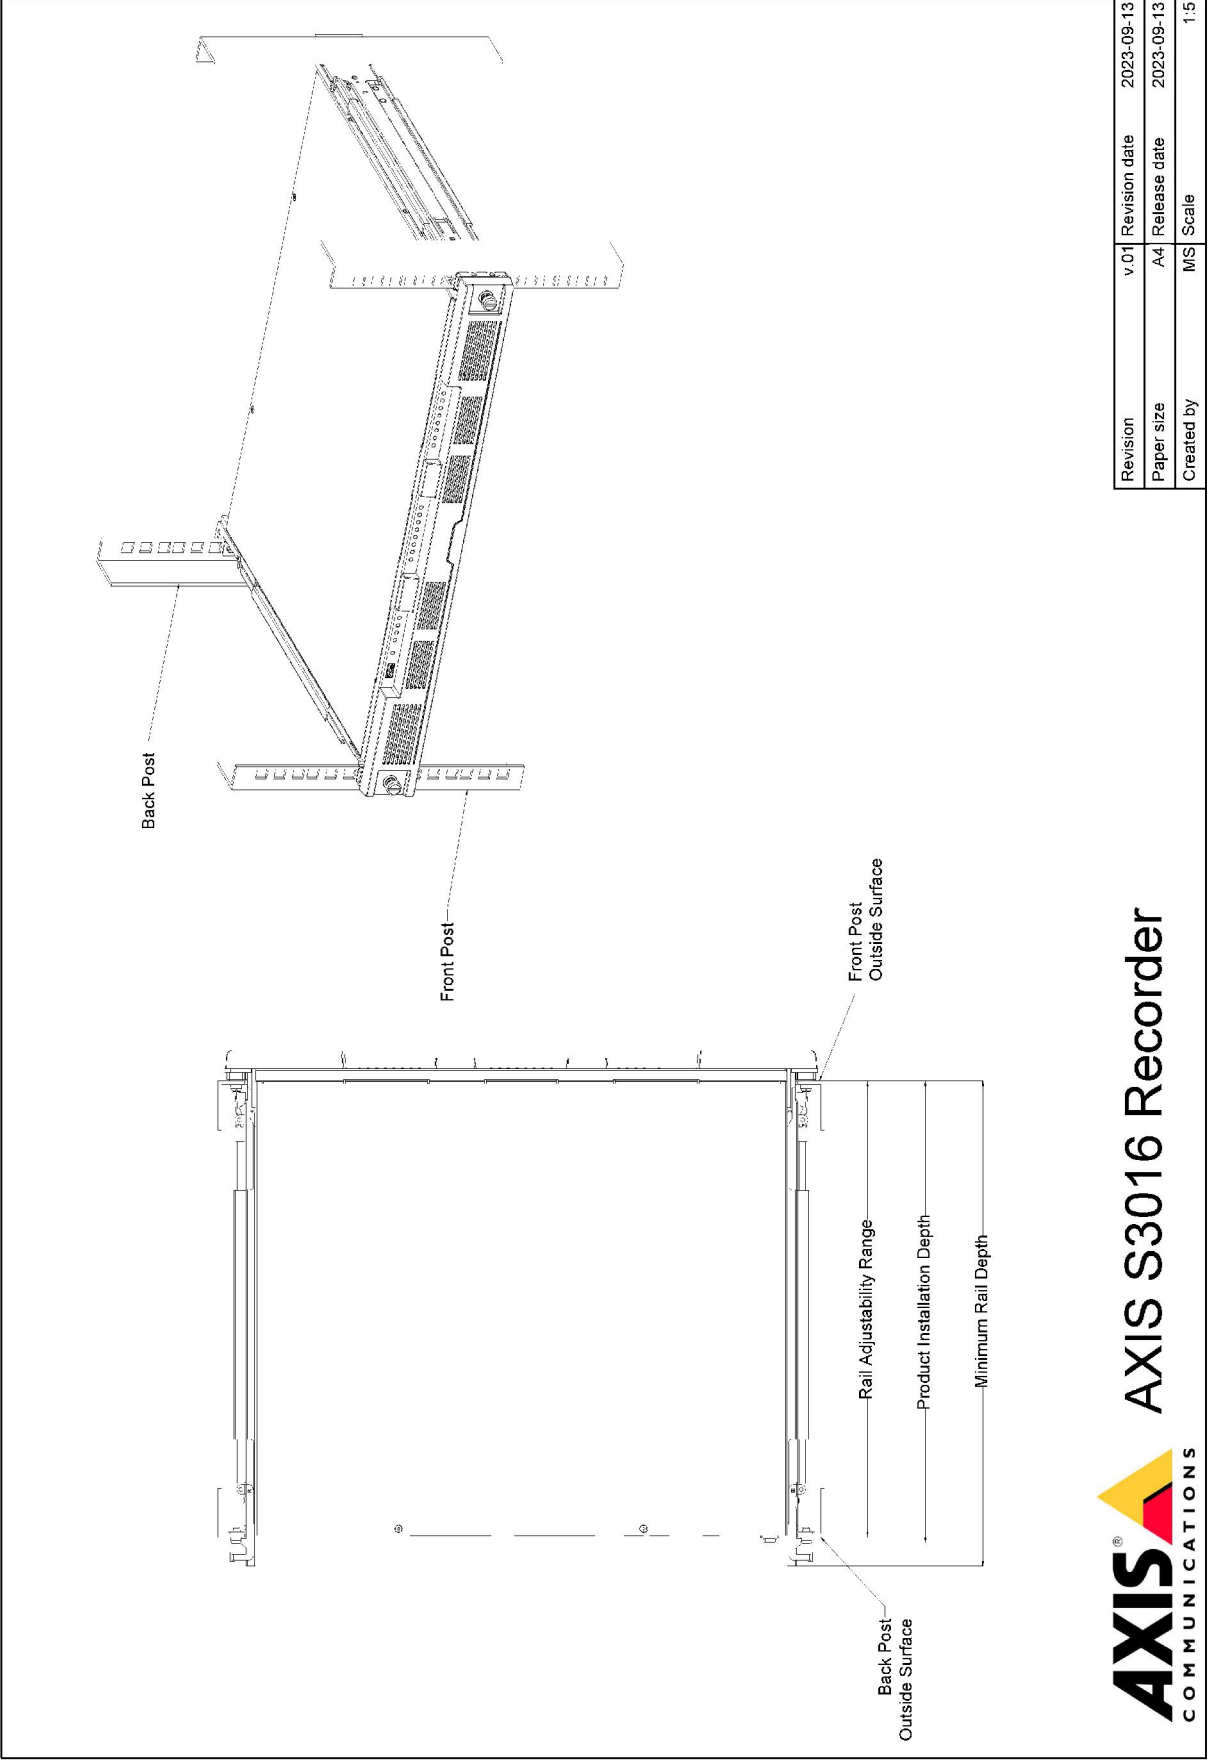 Back Post
Front Post
Front Post
Outside Surface
Rail Adjustability Range
Product Installation Depth
Minimum Rail Depth
Back Post
Outside Surface
AXIS®
COMMUNICATIONS
AXIS S3016 Recorder
Revision v.01 Revision date 2023-09-13
Paper size A4 Release date 2023-09-13
Created by MS Scale 1:5